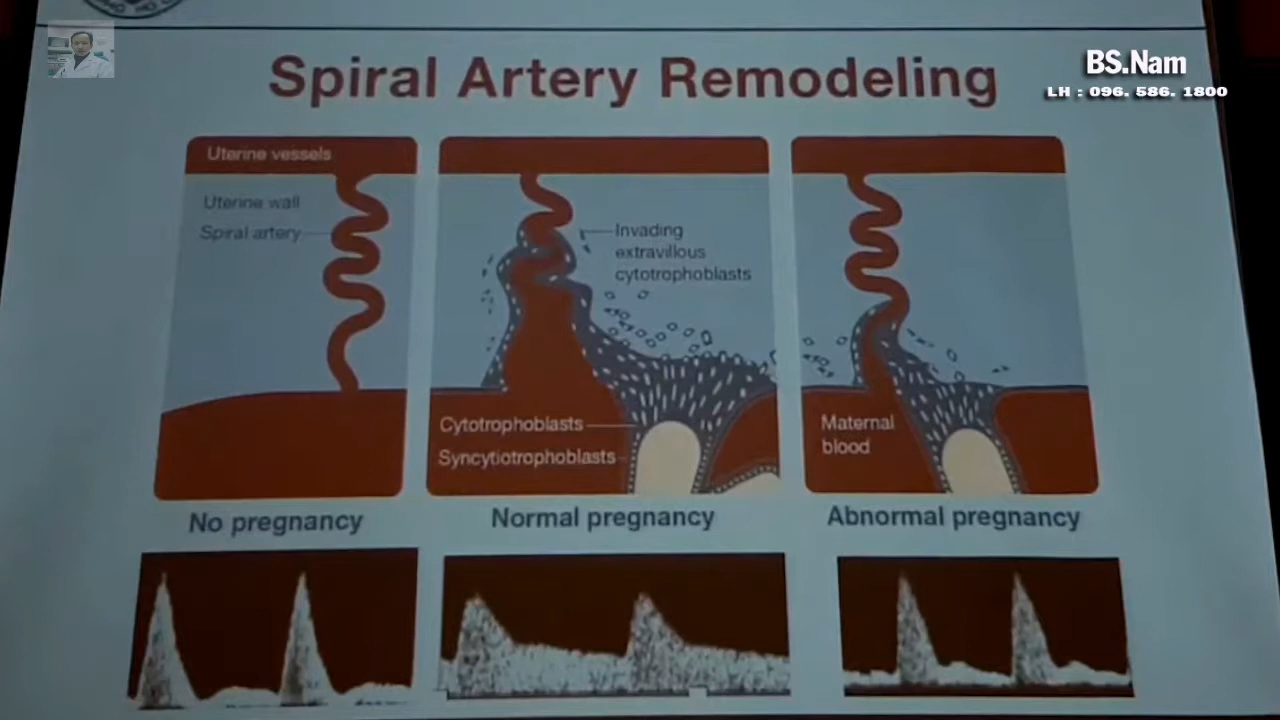 BS.Nam
LH : 096. 586. 1800
Spiral Artery Remodeling
Uterine vessels
Uterine wall
Spiral artery
Invading
extravillous
cytotrophoblasts
Cytotrophoblasts
Syncytiotrophoblasts
Maternal
blood
No pregnancy
Normal pregnancy
Abnormal pregnancy